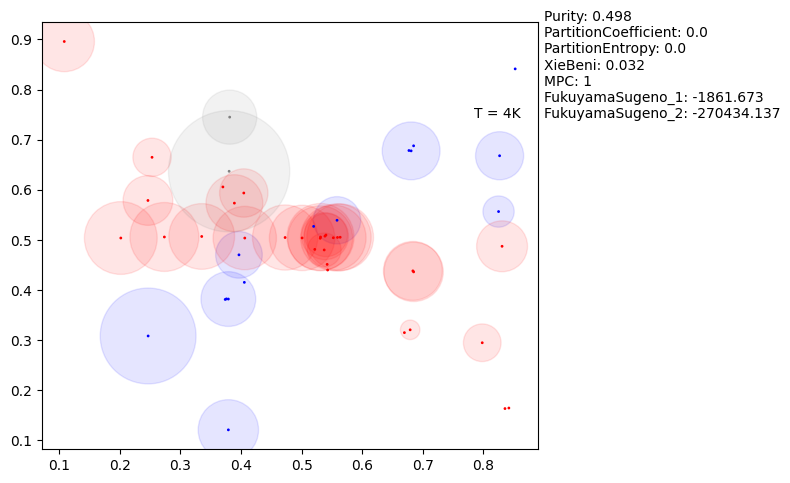 Purity: 0.498
PartitionCoefficient: 0.0
PartitionEntropy: 0.0
XieBeni: 0.032
MPC: 1
FukuyamaSugeno_1: -1861.673
FukuyamaSugeno_2: -270434.137
T = 4K
0.9
0.8
0.7
0.6
0.5
0.4
0.3
0.2
0.1
0.1 0.2 0.3 0.4 0.5 0.6 0.7 0.8